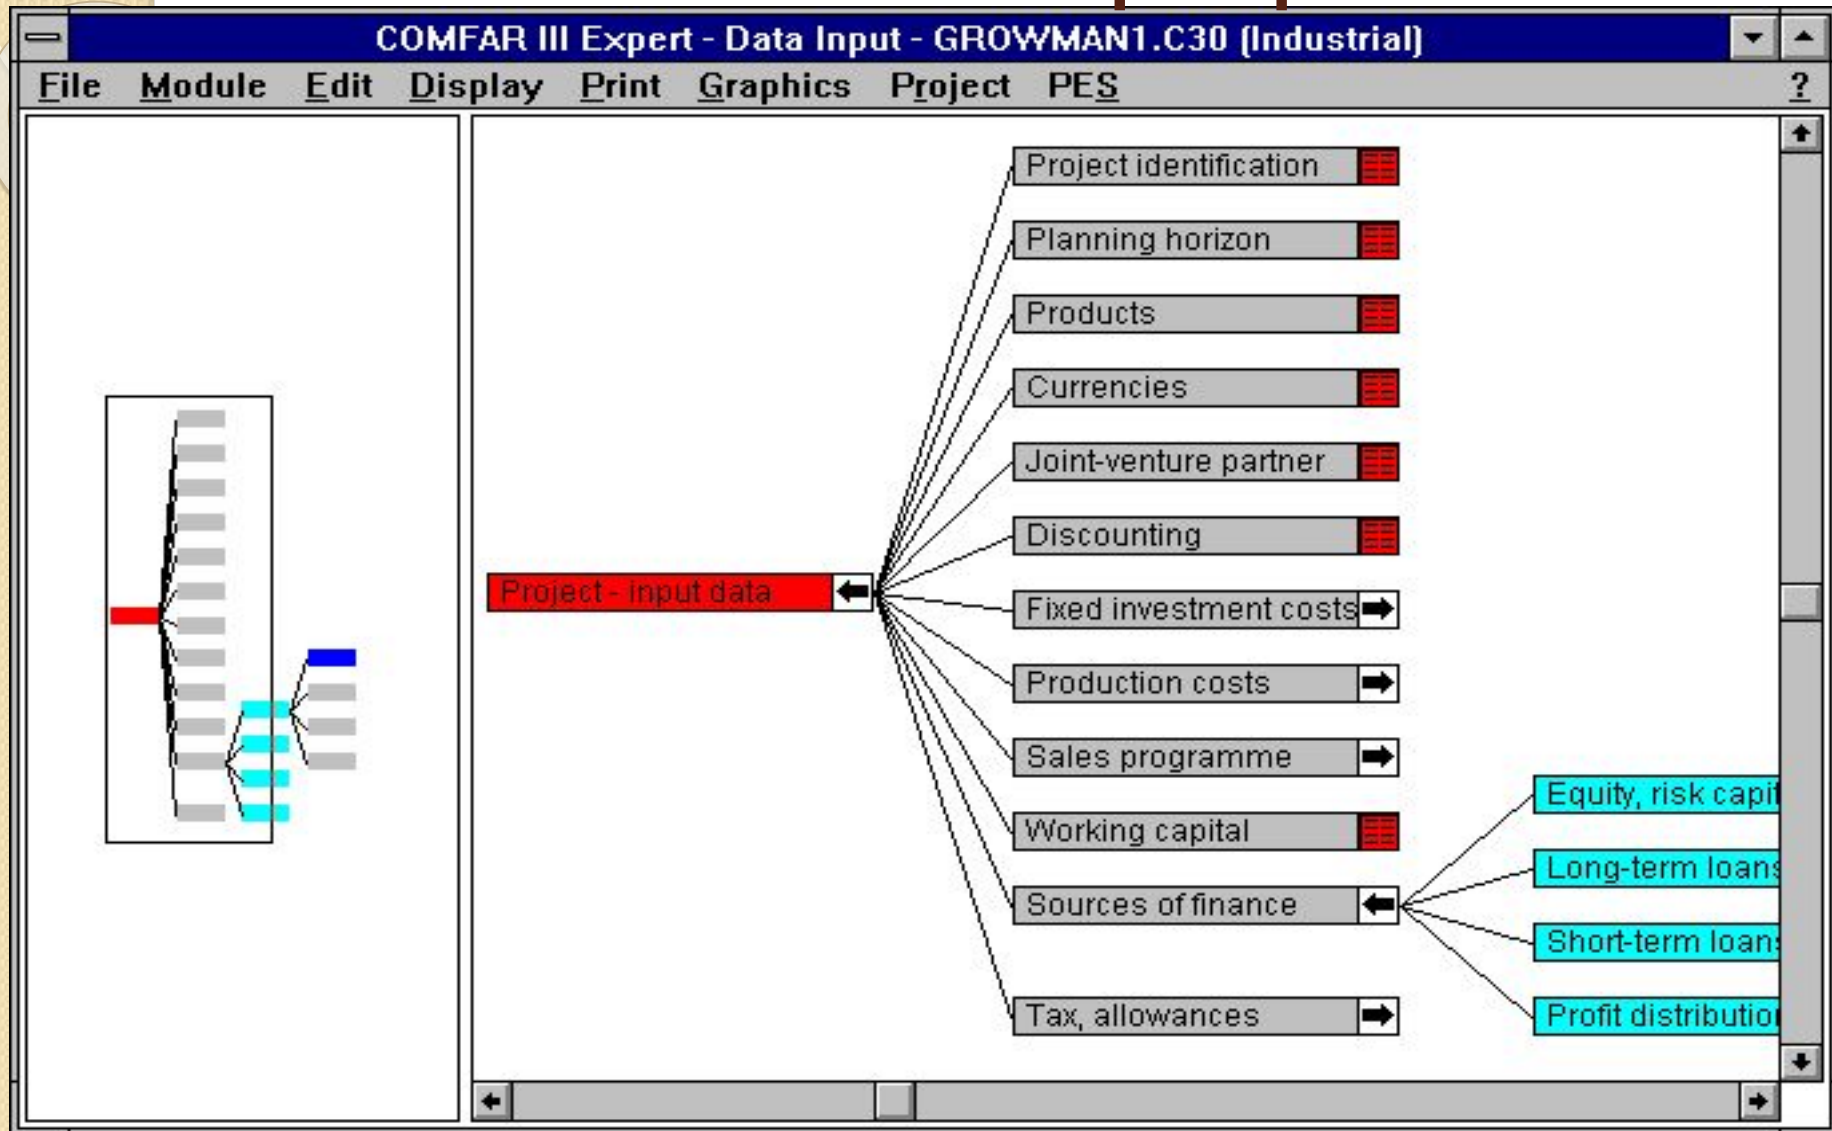 COMFAR III Expert - Data Input - GROWMAN1.C30 (Industrial)
File Module Edit Display Print Graphics Project PES ?
Project identification
Planning horizon
Products
Currencies
Joint-venture partner
Discounting
Project - input data
Fixed investment costs
Production costs
Sales programme
Equity, risk capit
Working capital
Long-term loans
Sources of finance
Short-term loans
Tax, allowances
Profit distributio